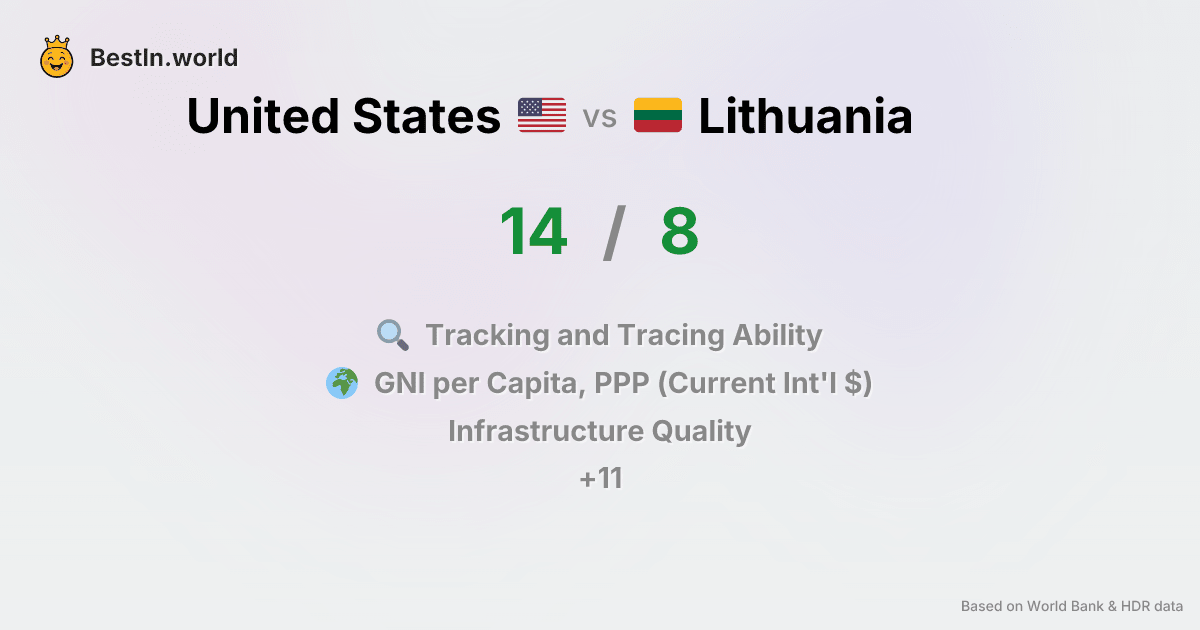 BestIn.world
United States vs Lithuania
14 / 8
Tracking and Tracing Ability
GNI per Capita, PPP (Current Int'l $)
Infrastructure Quality
+11
Based on World Bank & HDR data